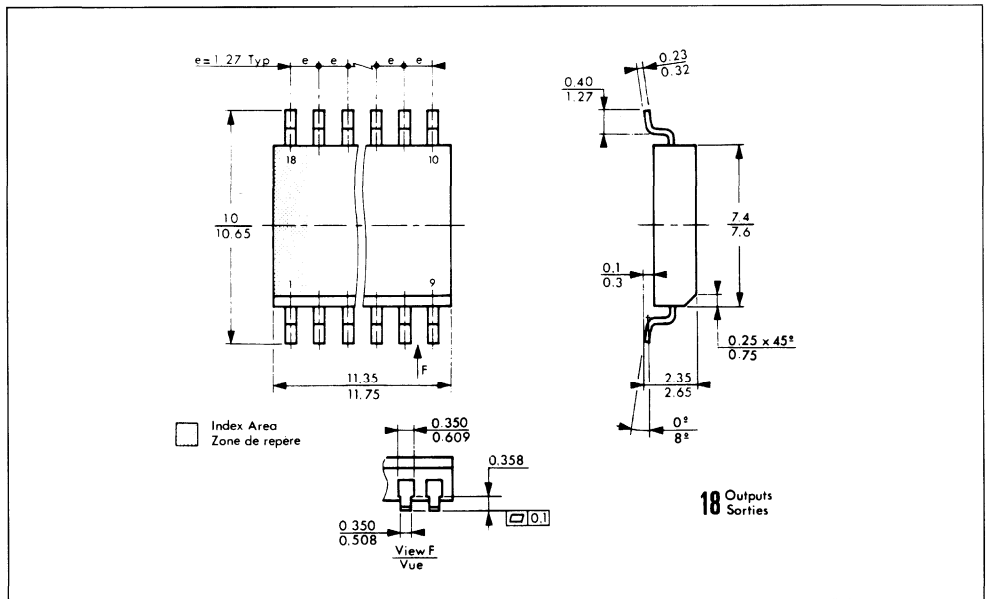 e=1.27 Typ e e e e
0.23
0.32
0.40
1.27
18 10
10
10.65
7.4
7.6
0.1
0.3
1 9
0.25 x 45º
0.75
F
11.35
11.75
2.35
2.65
0º
8º
Index Area
Zone de repère
0.350
0.609
0.358
0.1
0.350
0.508
View F
Vue
18 Outputs
Sorties